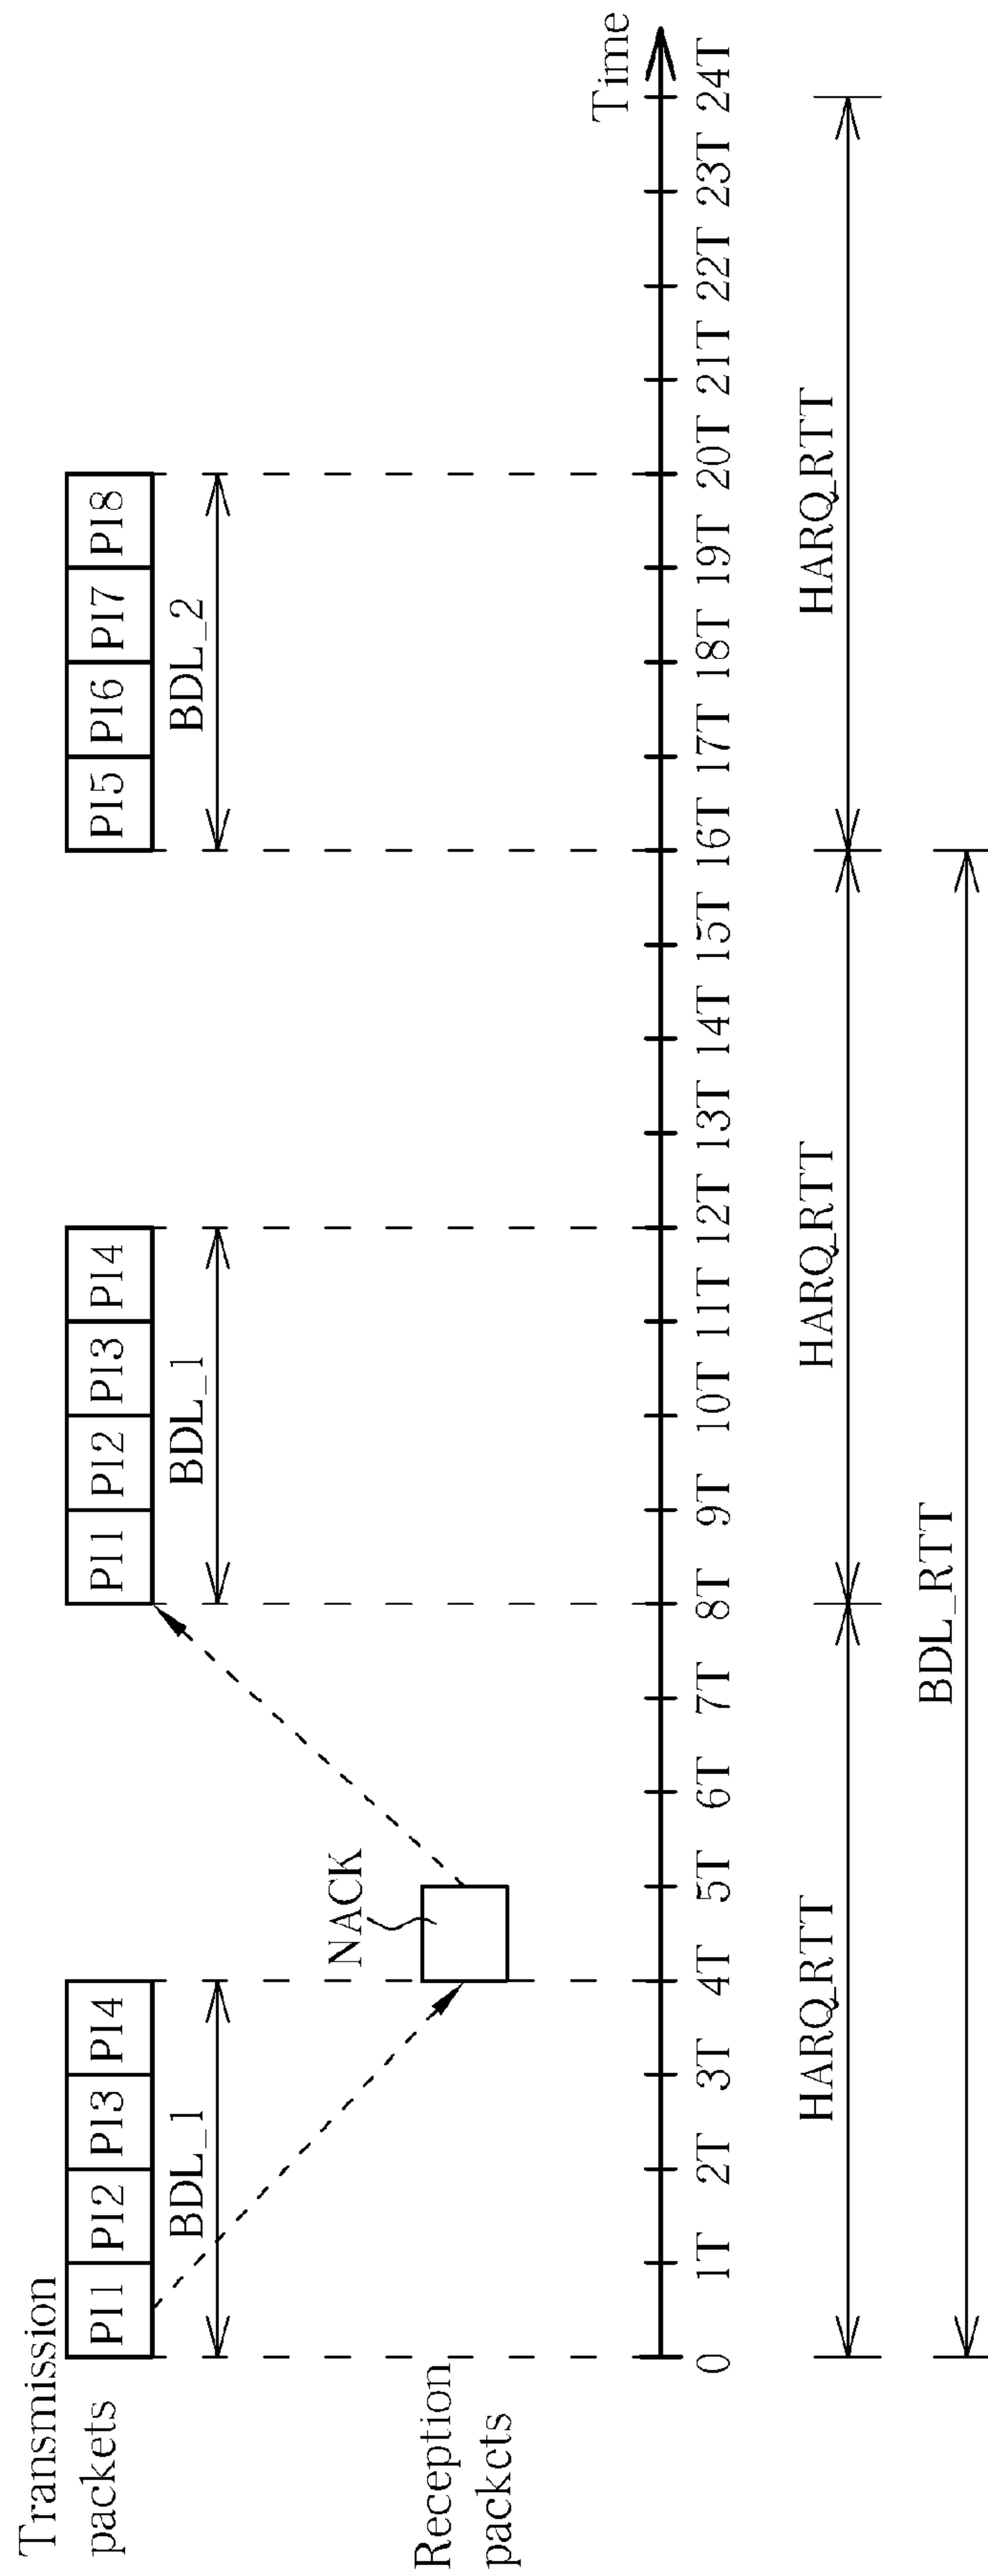 Transmission
packets
PI1 PI2 PI3 PI4
PI1 PI2 PI3 PI4
PI5 PI6 PI7 PI8
BDL_1
BDL_1
BDL_2
NACK
Reception
packets
Time
0 1T 2T 3T 4T 5T 6T 7T 8T 9T 10T 11T 12T 13T 14T 15T 16T 17T 18T 19T 20T 21T 22T 23T 24T
HARQ_RTT
HARQ_RTT
HARQ_RTT
BDL_RTT